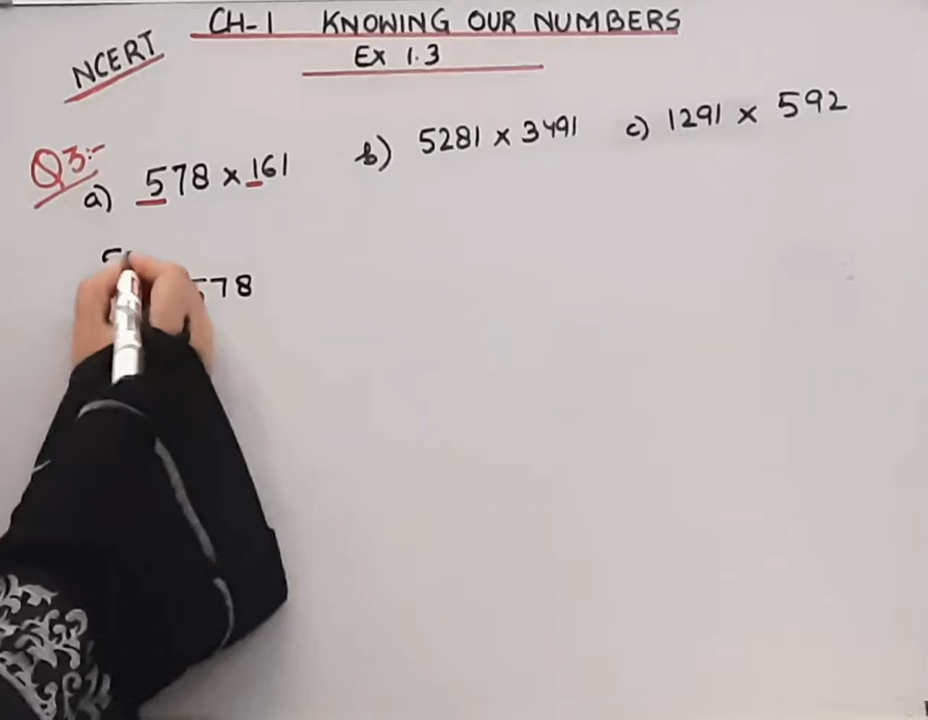 CH-1 KNOWING OUR NUMBERS
NCERT
Ex 1.3
Q3:-
a) 578 × 161 b) 5281 × 3491 c) 1291 × 592
578